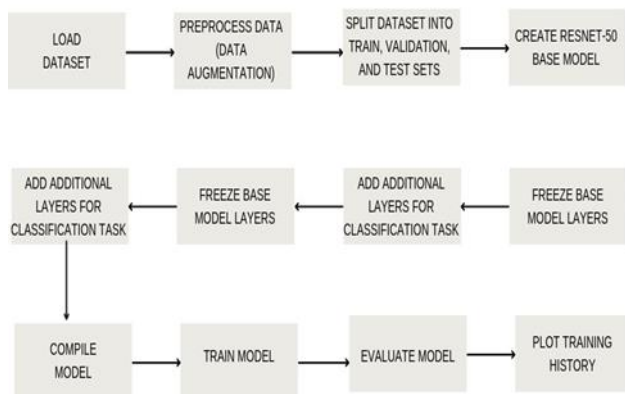 LOAD
DATASET
PREPROCESS DATA
(DATA
AUGMENTATION)
SPLIT DATASET INTO
TRAIN, VALIDATION,
AND TEST SETS
CREATE RESNET-50
BASE MODEL
ADD ADDITIONAL
LAYERS FOR
CLASSIFICATION TASK
FREEZE BASE
MODEL LAYERS
ADD ADDITIONAL
LAYERS FOR
CLASSIFICATION TASK
FREEZE BASE
MODEL LAYERS
COMPILE
MODEL
TRAIN MODEL
EVALUATE MODEL
PLOT TRAINING
HISTORY